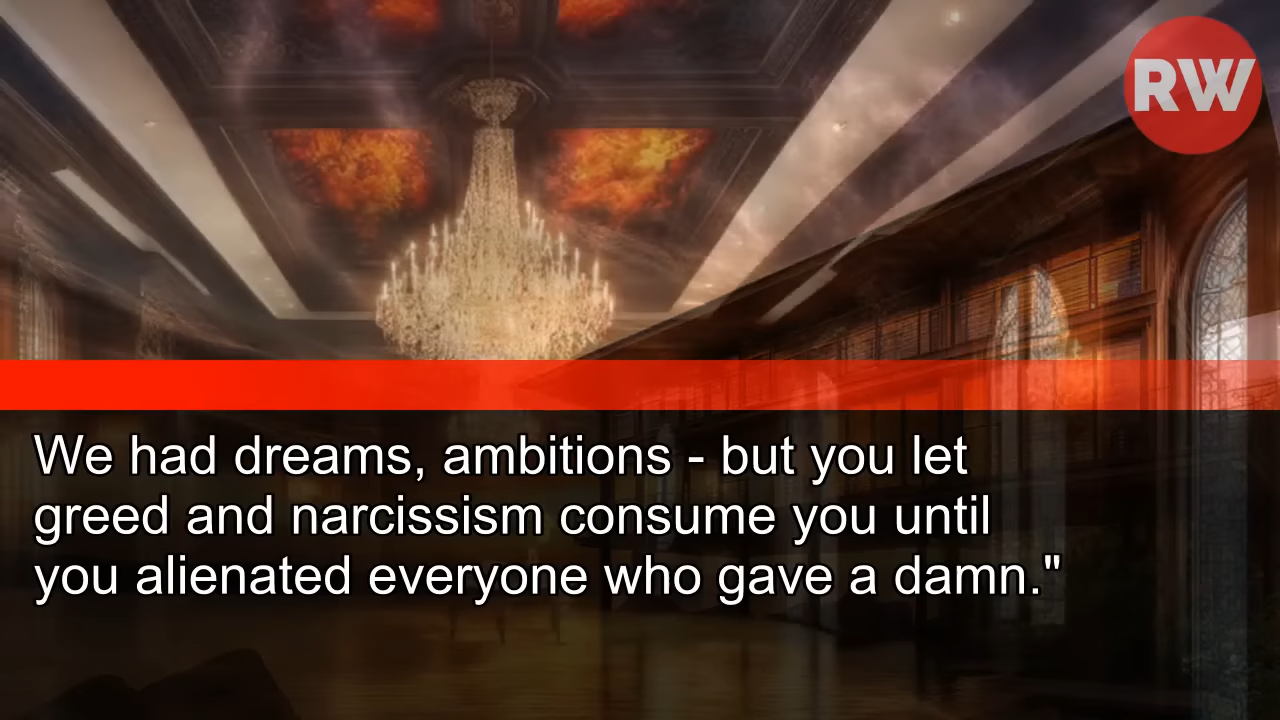 RW
We had dreams, ambitions - but you let
greed and narcissism consume you until
you alienated everyone who gave a damn."